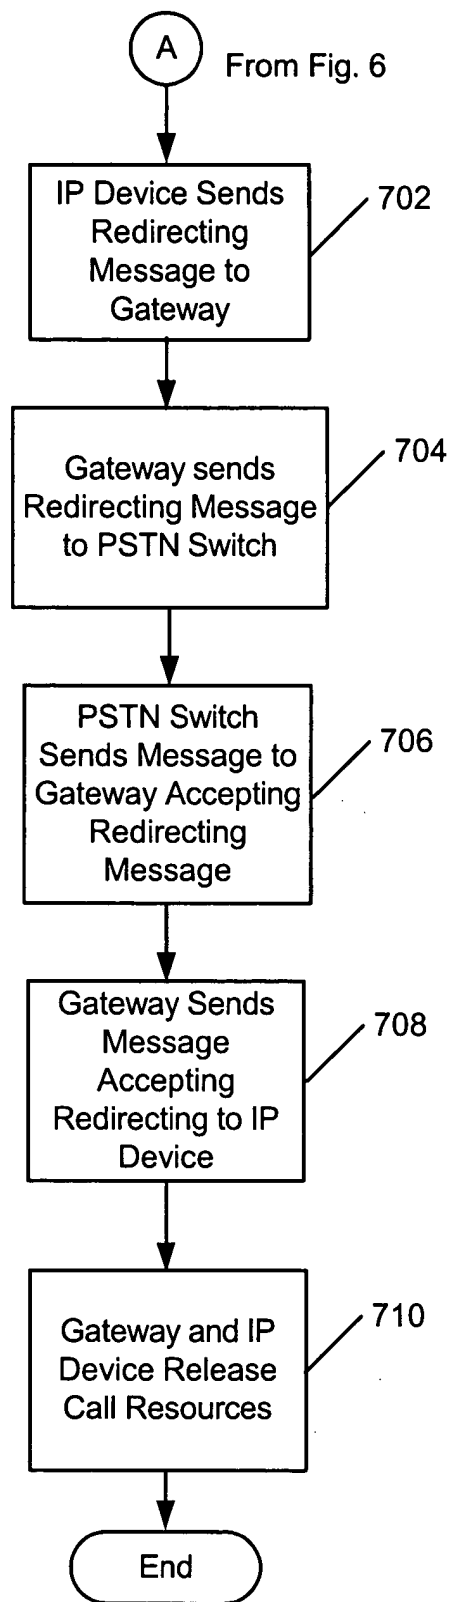 A
From Fig. 6
IP Device Sends
Redirecting
Message to
Gateway
702
Gateway sends
Redirecting Message
to PSTN Switch
704
PSTN Switch
Sends Message to
Gateway Accepting
Redirecting
Message
706
Gateway Sends
Message
Accepting
Redirecting to IP
Device
708
Gateway and IP
Device Release
Call Resources
710
End